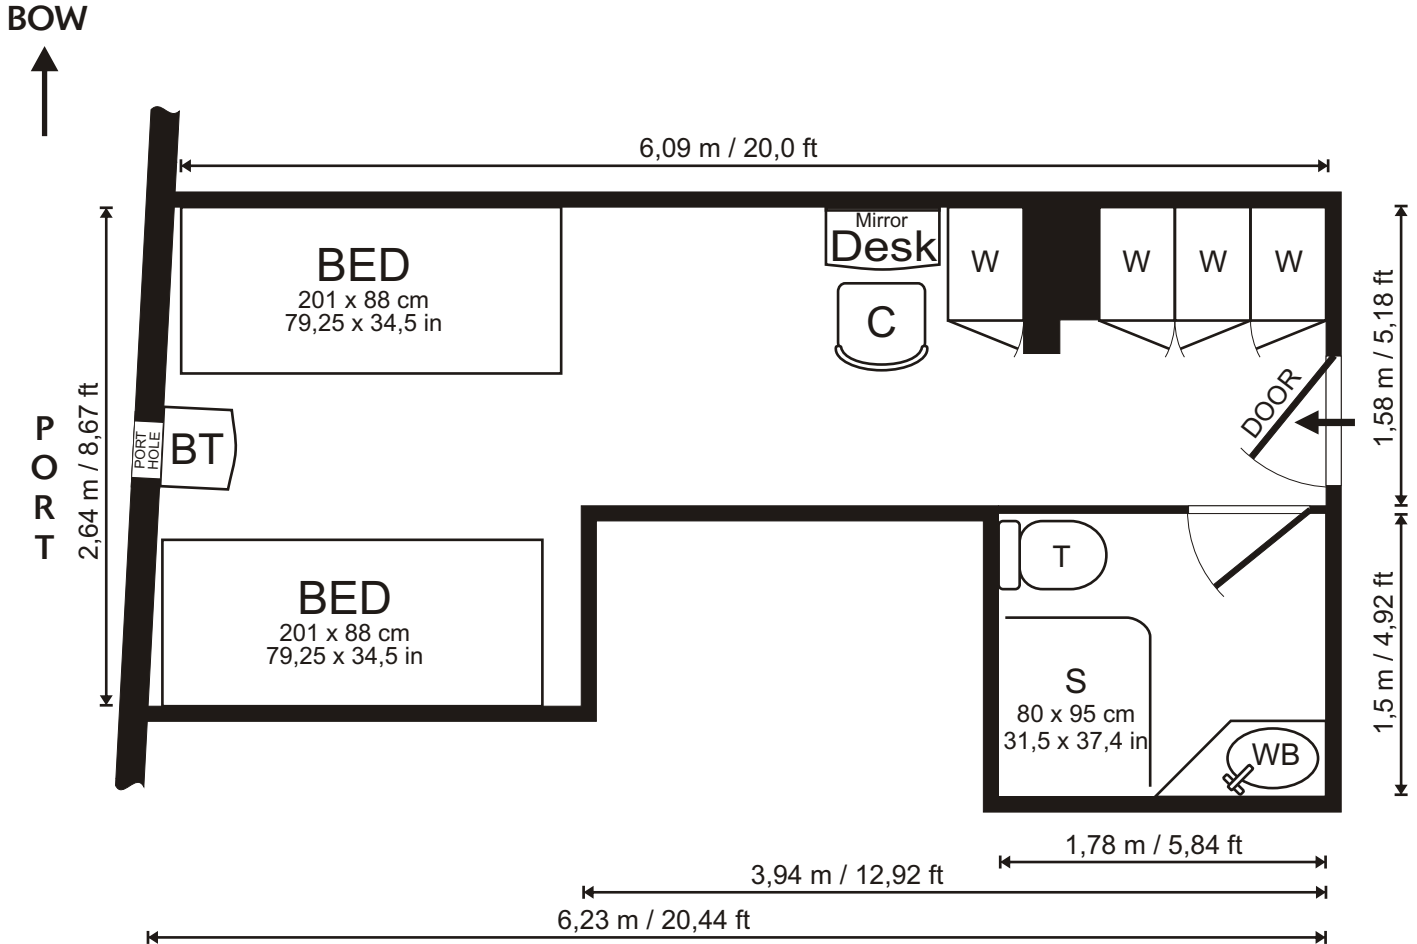 BOW
6,09 m / 20,0 ft
BED
201 x 88 cm
79,25 x 34,5 in
Mirror
Desk
C
W
W
W
W
1,58 m / 5,18 ft
DOOR
PORT
2,64 m / 8,67 ft
PORT
HOLE
BT
BED
201 x 88 cm
79,25 x 34,5 in
T
S
80 x 95 cm
31,5 x 37,4 in
WB
1,5 m / 4,92 ft
1,78 m / 5,84 ft
3,94 m / 12,92 ft
6,23 m / 20,44 ft